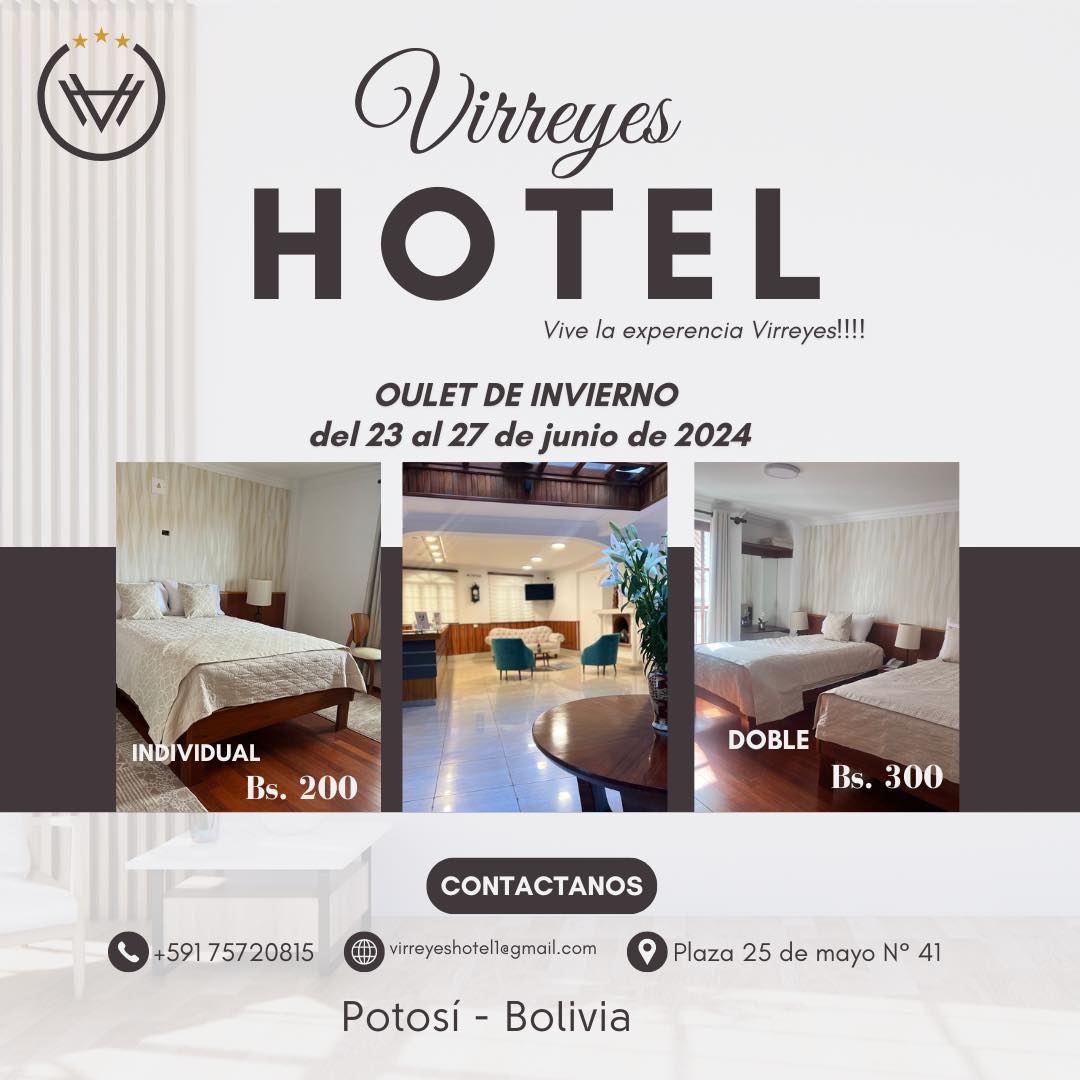 Virreyes
HOTEL
Vive la experencia Virreyes!!!!
OULET DE INVIERNO
del 23 al 27 de junio de 2024
INDIVIDUAL
Bs. 200
DOBLE
Bs. 300
CONTACTANOS
+591 75720815
virreyeshotel1@gmail.com
Plaza 25 de mayo N° 41
Potosí - Bolivia